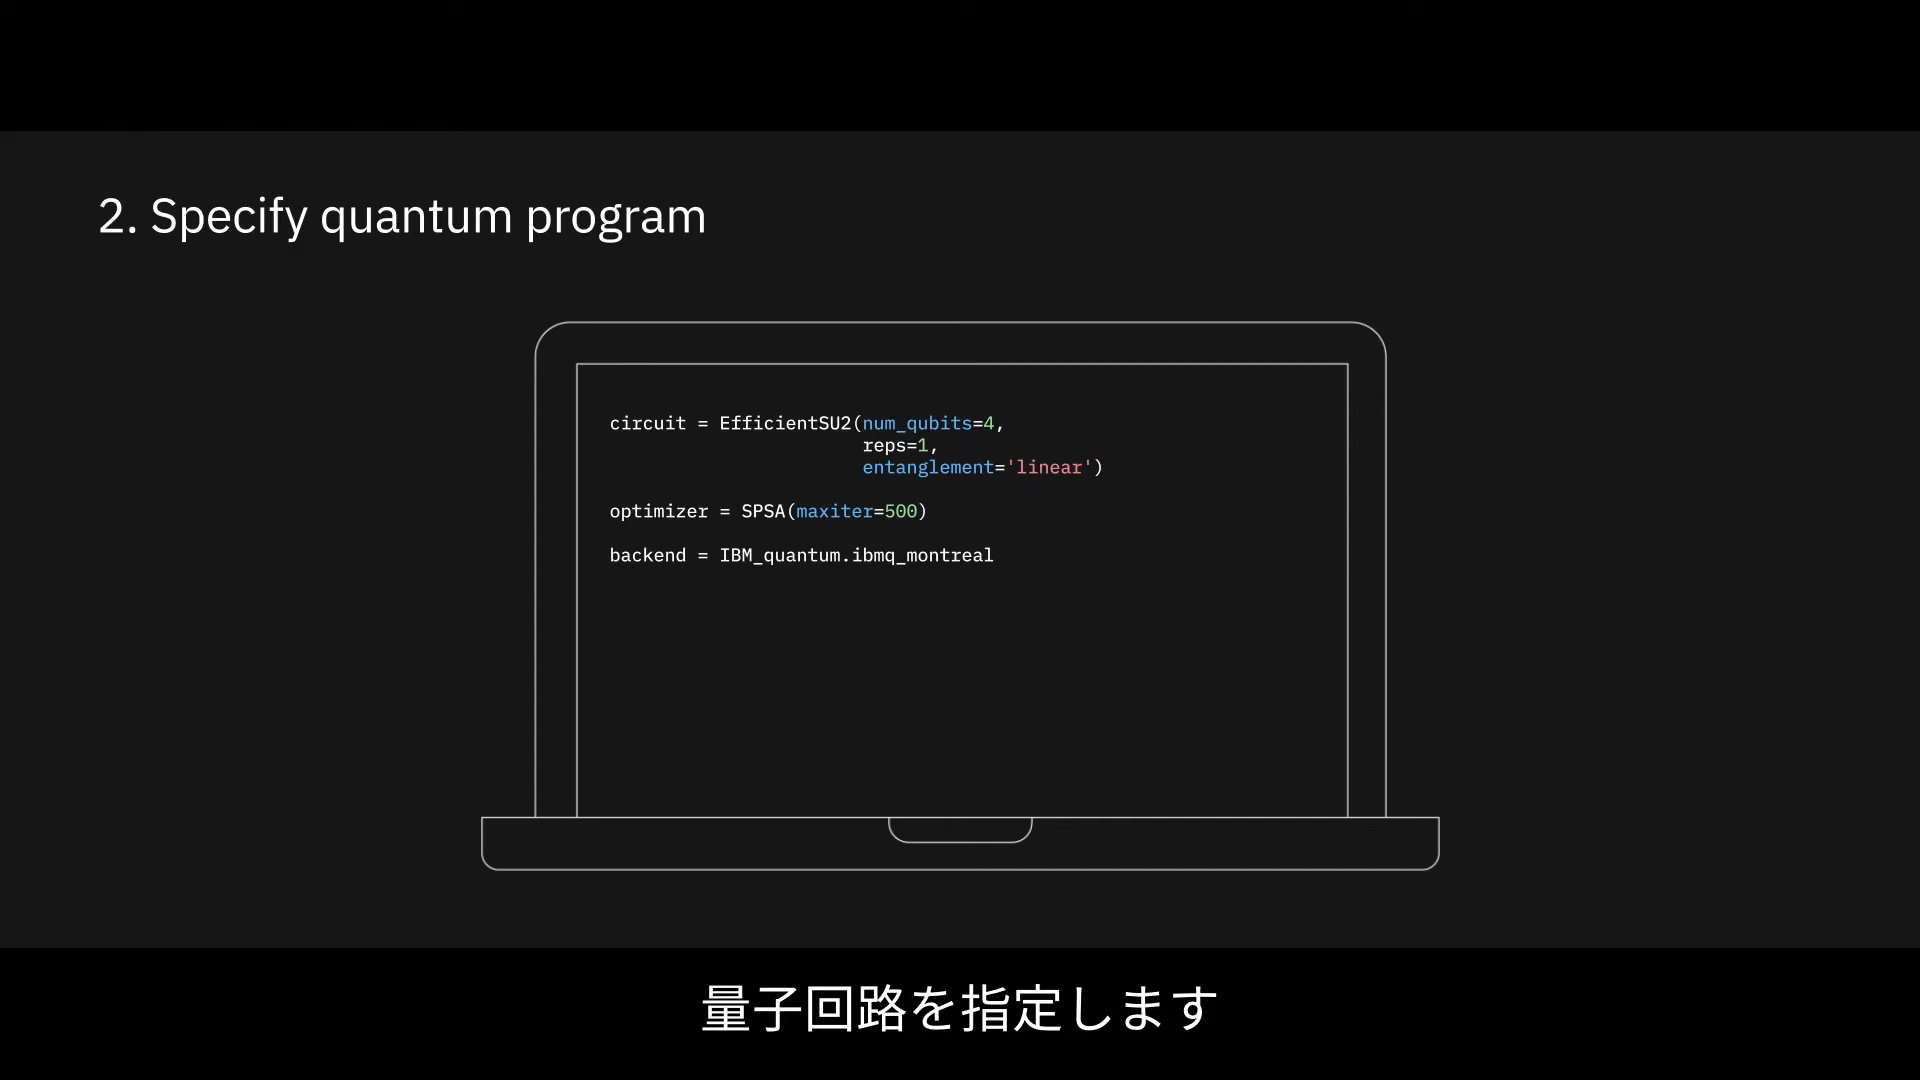 2. Specify quantum program
circuit = EfficientSU2(num_qubits=4,
reps=1,
entanglement='linear')
optimizer = SPSA(maxiter=500)
backend = IBM_quantum.ibmq_montreal
量子回路を指定します